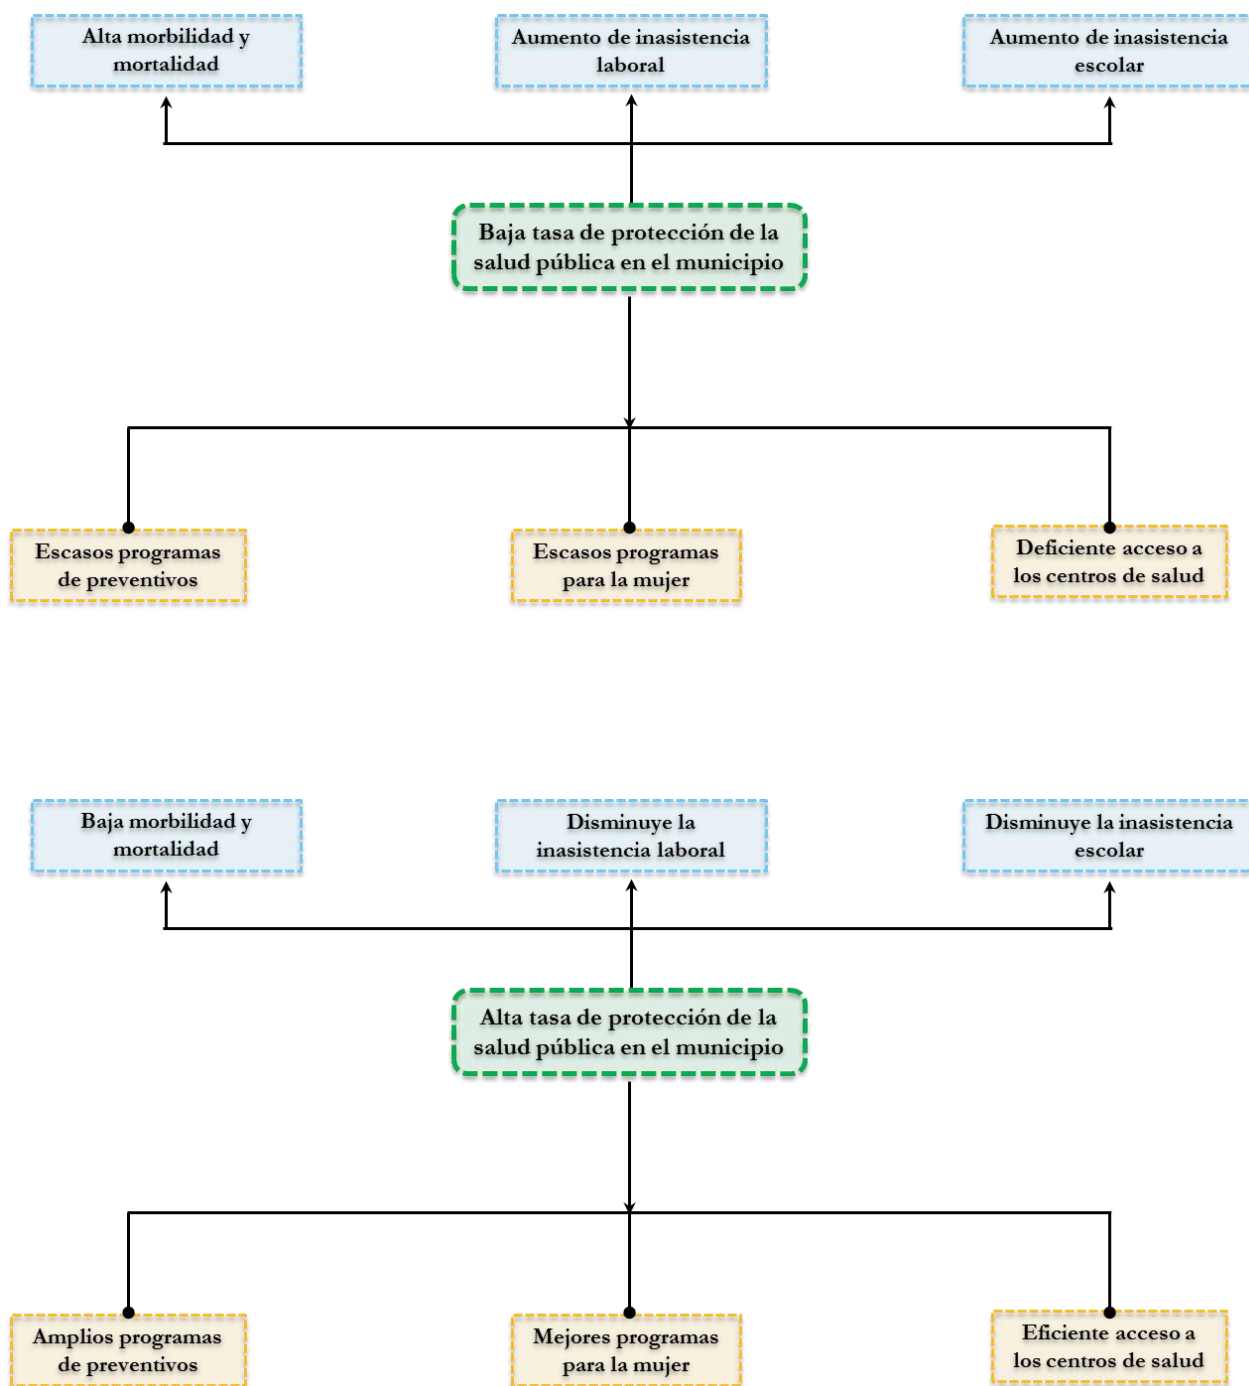 Alta morbilidad y
mortalidad
Aumento de inasistencia
laboral
Aumento de inasistencia
escolar
Baja tasa de protección de la
salud pública en el municipio
Escasos programas
de preventivos
Escasos programas
para la mujer
Deficiente acceso a
los centros de salud
Baja morbilidad y
mortalidad
Disminuye la
inasistencia laboral
Disminuye la inasistencia
escolar
Alta tasa de protección de la
salud pública en el municipio
Amplios programas
de preventivos
Mejores programas
para la mujer
Eficiente acceso a
los centros de salud